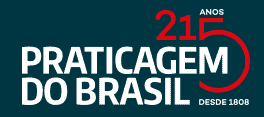 215 ANOS
PRATICAGEM
DO BRASIL
DESDE 1808